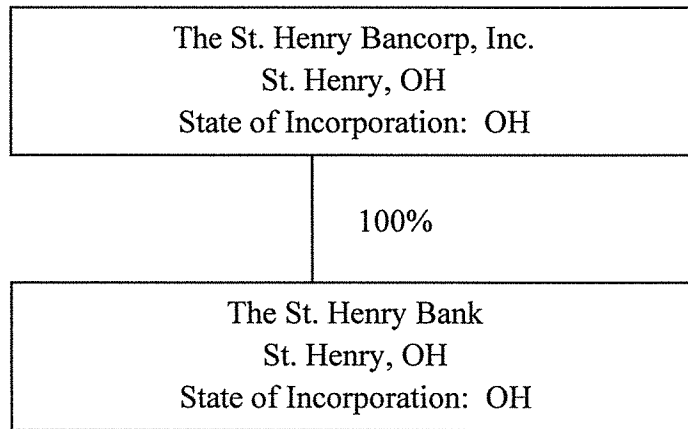 The St. Henry Bancorp, Inc.
St. Henry, OH
State of Incorporation: OH
100%
The St. Henry Bank
St. Henry, OH
State of Incorporation: OH